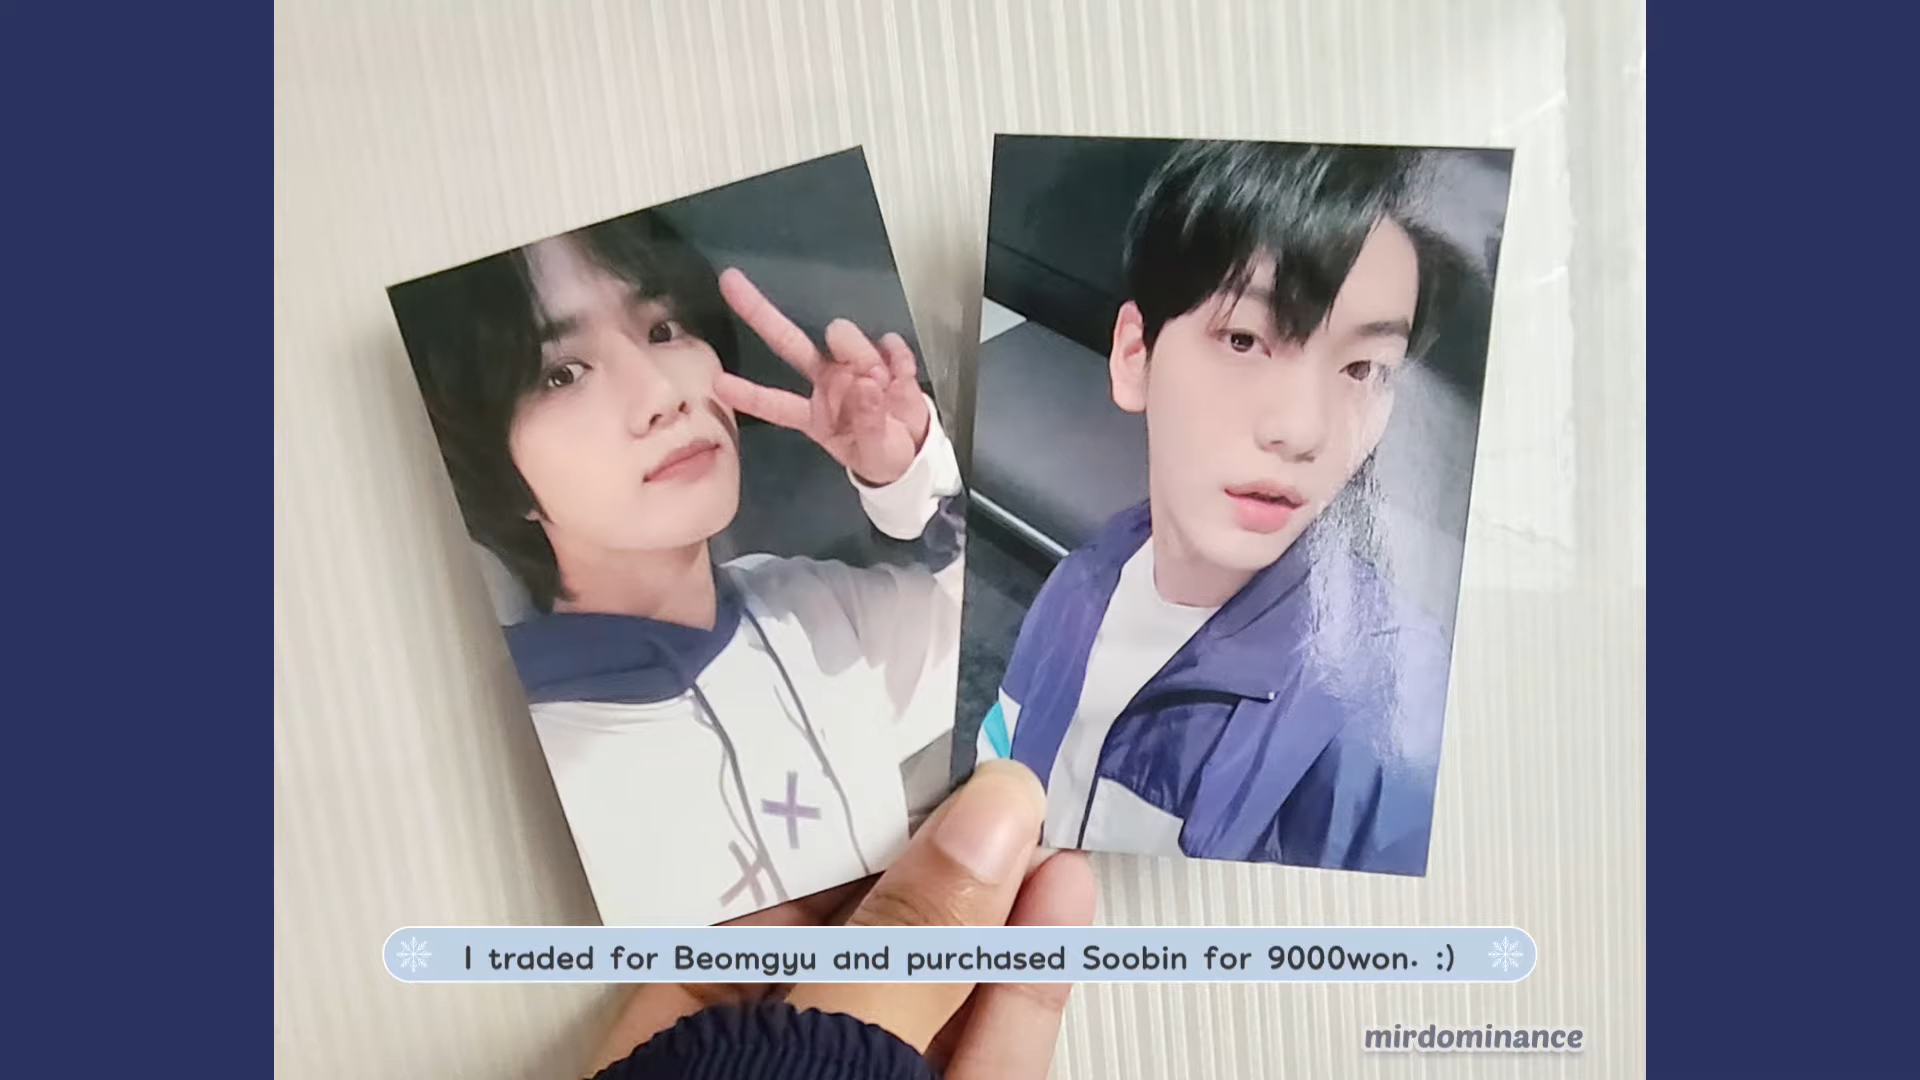 I traded for Beomgyu and purchased Soobin for 9000won. :)
mirdominance